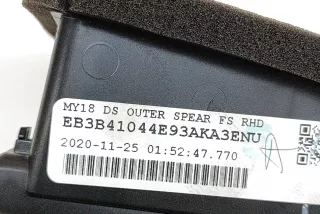 MY18 DS OUTER SPEAR FS RHD
EB3B41044E93AKA3ENU
2020-11-25 01:52:47.770